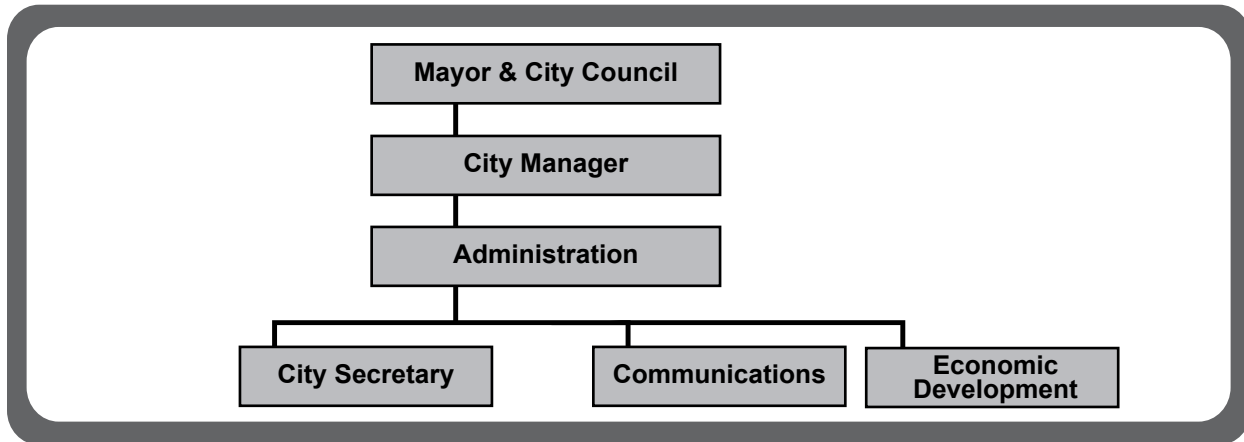 Mayor & City Council
City Manager
Administration
City Secretary
Communications
Economic
Development